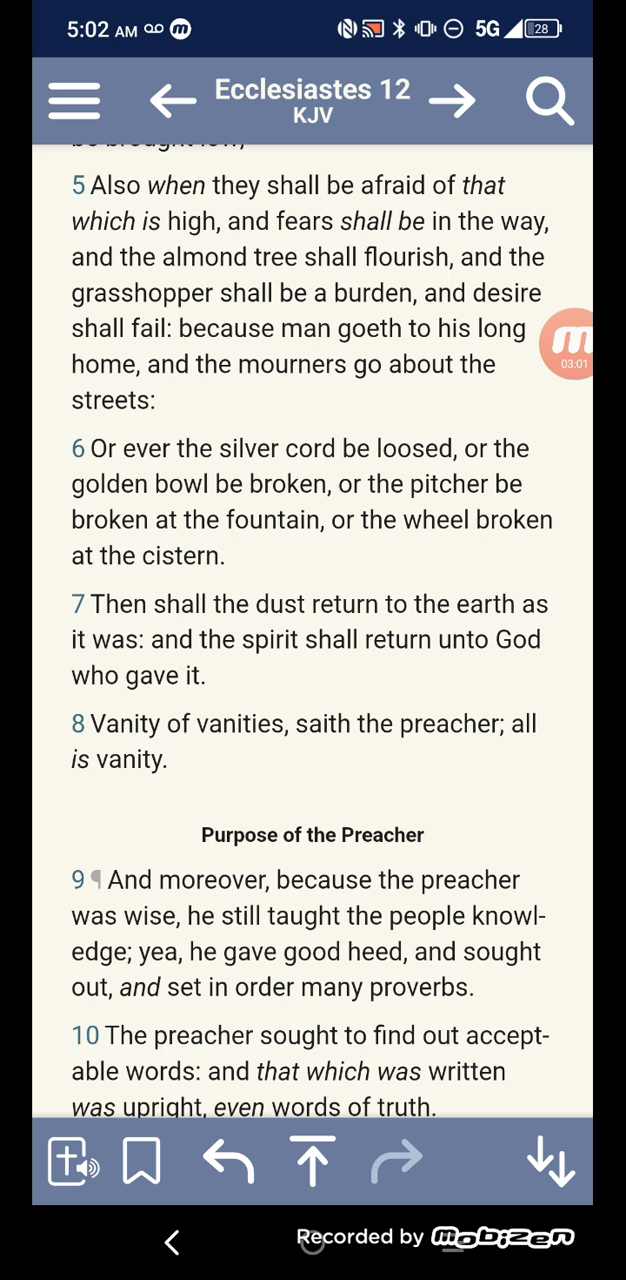 5:02 AM
5G 28
Ecclesiastes 12
KJV
be brought low;
5 Also when they shall be afraid of that
which is high, and fears shall be in the way,
and the almond tree shall flourish, and the
grasshopper shall be a burden, and desire
shall fail: because man goeth to his long
home, and the mourners go about the
streets:
03:01
6 Or ever the silver cord be loosed, or the
golden bowl be broken, or the pitcher be
broken at the fountain, or the wheel broken
at the cistern.
7 Then shall the dust return to the earth as
it was: and the spirit shall return unto God
who gave it.
8 Vanity of vanities, saith the preacher; all
is vanity.
Purpose of the Preacher
9 ¶ And moreover, because the preacher
was wise, he still taught the people knowl-
edge; yea, he gave good heed, and sought
out, and set in order many proverbs.
10 The preacher sought to find out accept-
able words: and that which was written
was upright, even words of truth.
Recorded by mobizen